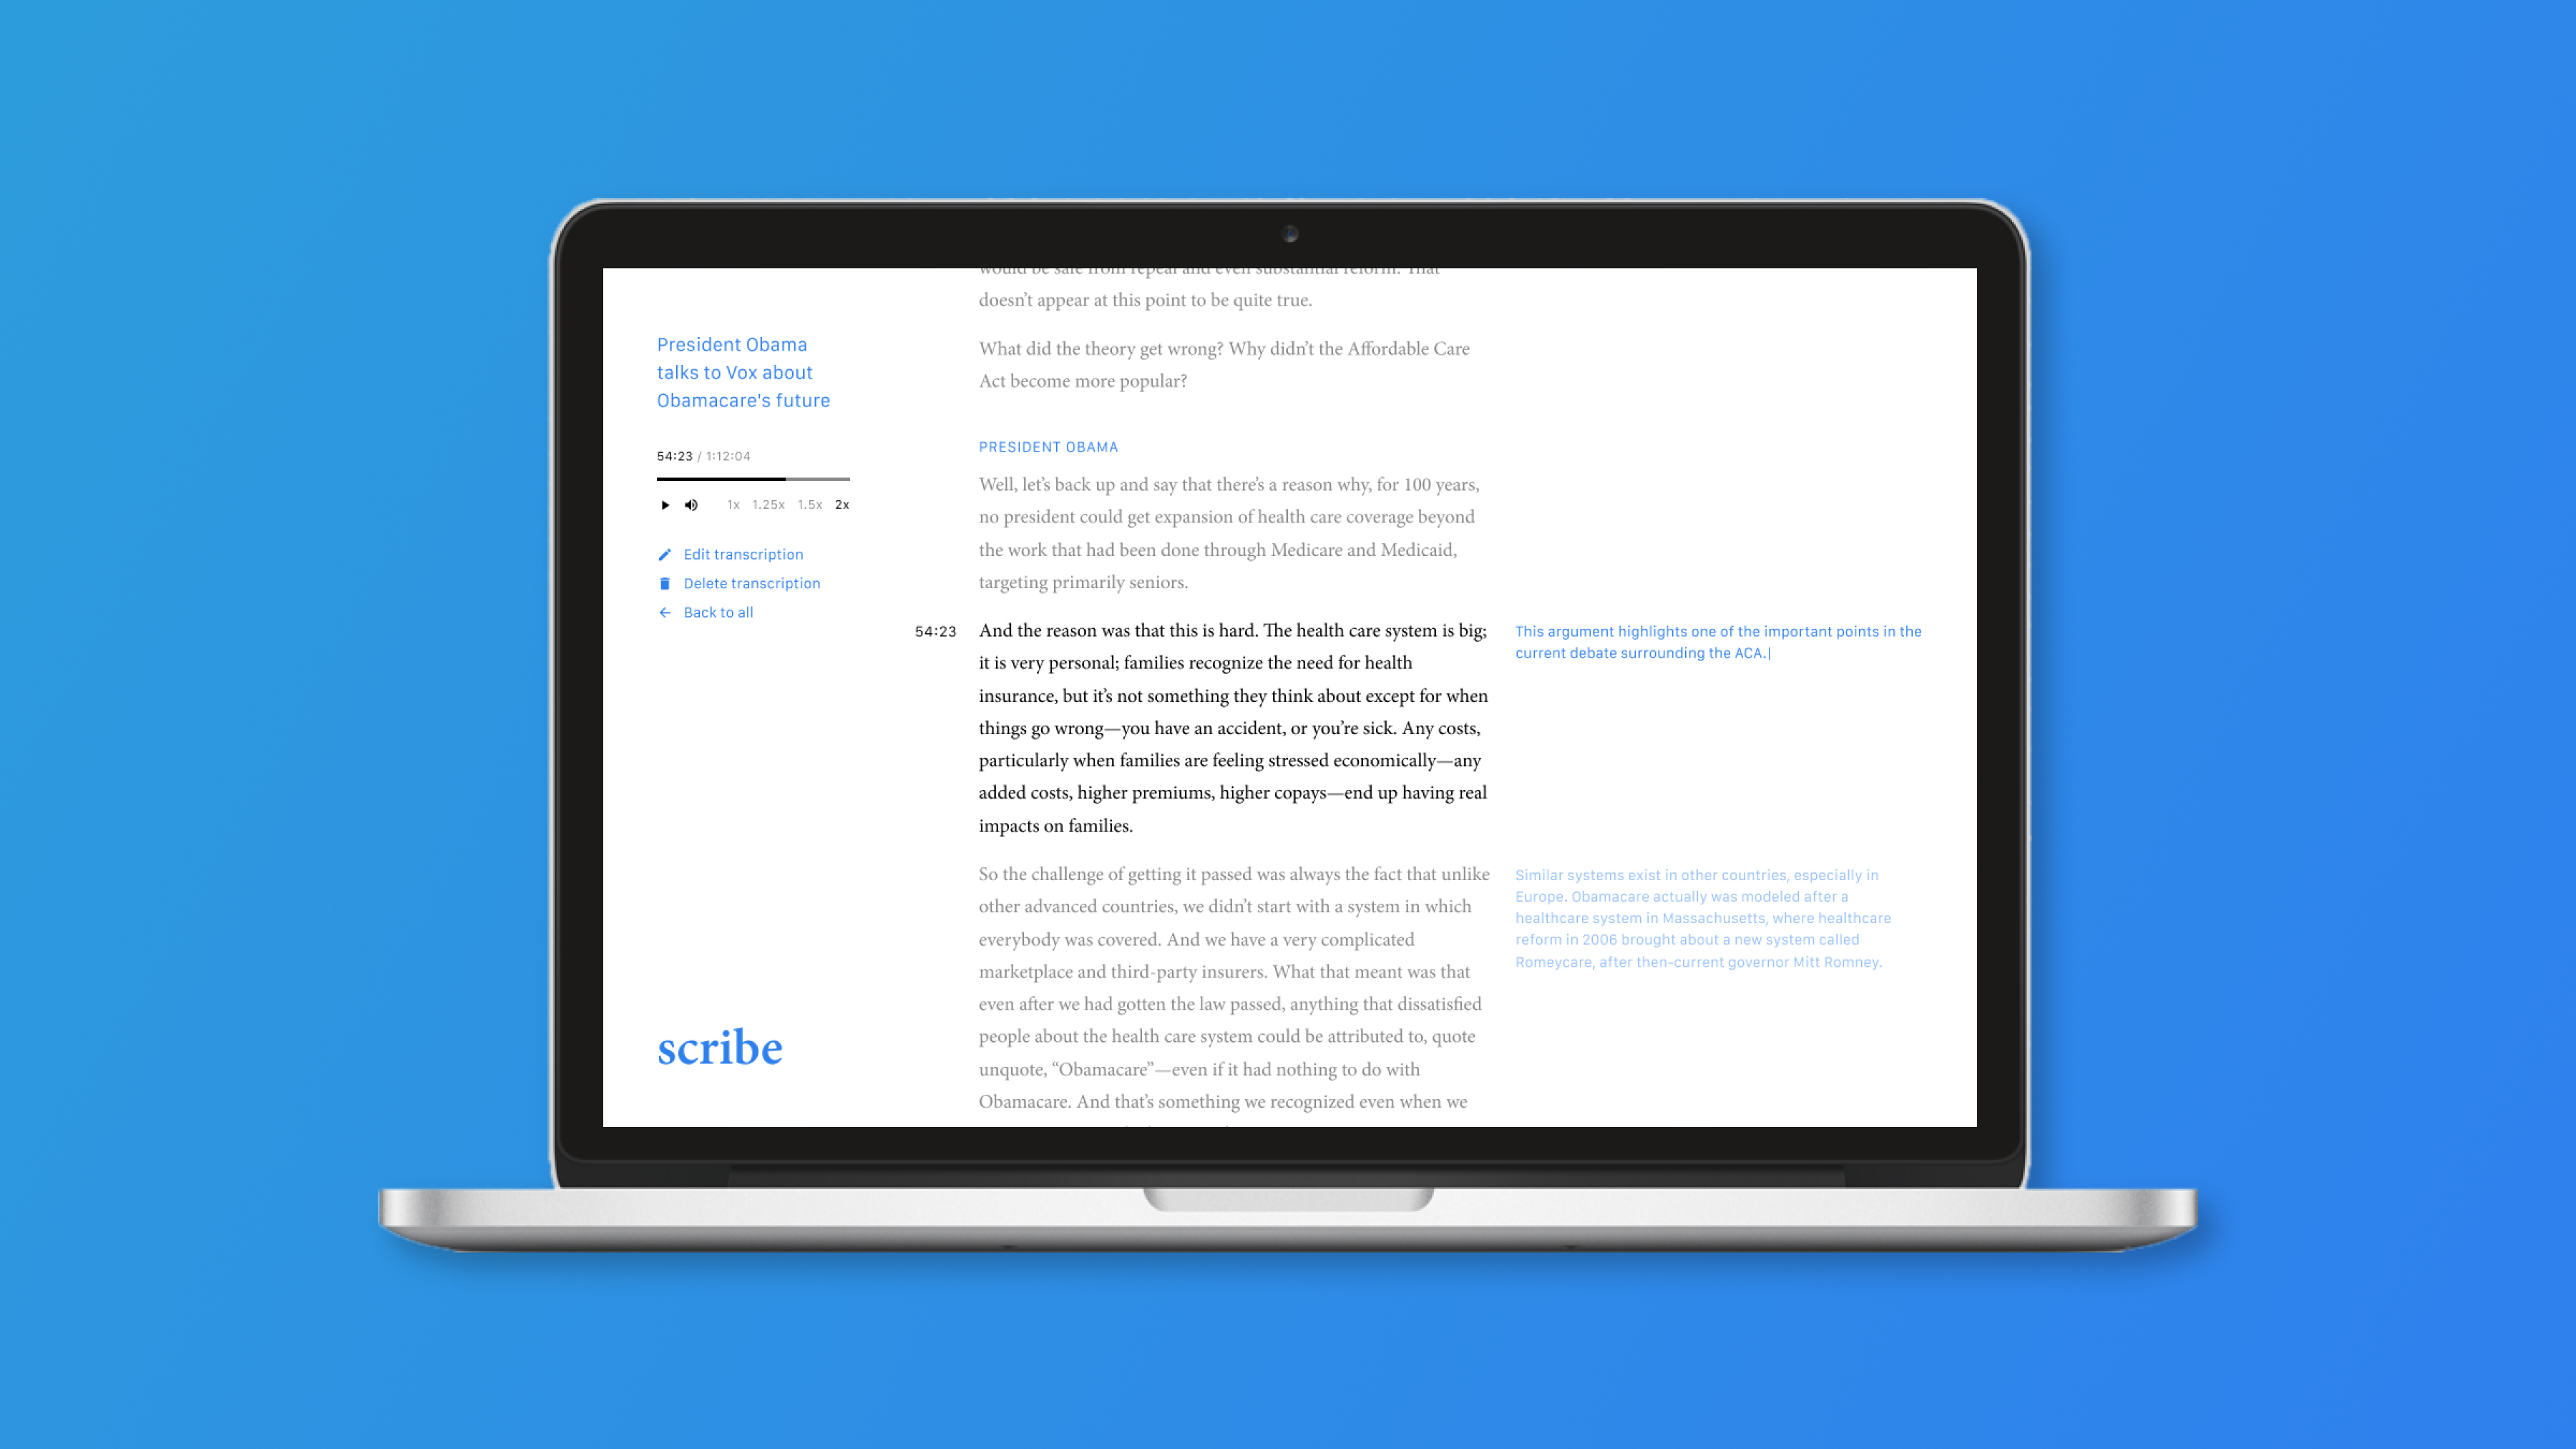 President Obama
talks to Vox about
Obamacare's future
54:23 / 1:12:04
1x 1.25x 1.5x 2x
Edit transcription
Delete transcription
Back to all
scribe
would be safe from repeal and even substantial reform. That
doesn’t appear at this point to be quite true.
What did the theory get wrong? Why didn’t the Affordable Care
Act become more popular?
PRESIDENT OBAMA
Well, let’s back up and say that there’s a reason why, for 100 years,
no president could get expansion of health care coverage beyond
the work that had been done through Medicare and Medicaid,
targeting primarily seniors.
54:23
And the reason was that this is hard. The health care system is big;
it is very personal; families recognize the need for health
insurance, but it’s not something they think about except for when
things go wrong—you have an accident, or you’re sick. Any costs,
particularly when families are feeling stressed economically—any
added costs, higher premiums, higher copays—end up having real
impacts on families.
So the challenge of getting it passed was always the fact that unlike
other advanced countries, we didn’t start with a system in which
everybody was covered. And we have a very complicated
marketplace and third-party insurers. What that meant was that
even after we had gotten the law passed, anything that dissatisfied
people about the health care system could be attributed to, quote
unquote, “Obamacare”—even if it had nothing to do with
Obamacare. And that’s something we recognized even when we
This argument highlights one of the important points in the
current debate surrounding the ACA.
Similar systems exist in other countries, especially in
Europe. Obamacare actually was modeled after a
healthcare system in Massachusetts, where healthcare
reform in 2006 brought about a new system called
Romeycare, after then-current governor Mitt Romney.